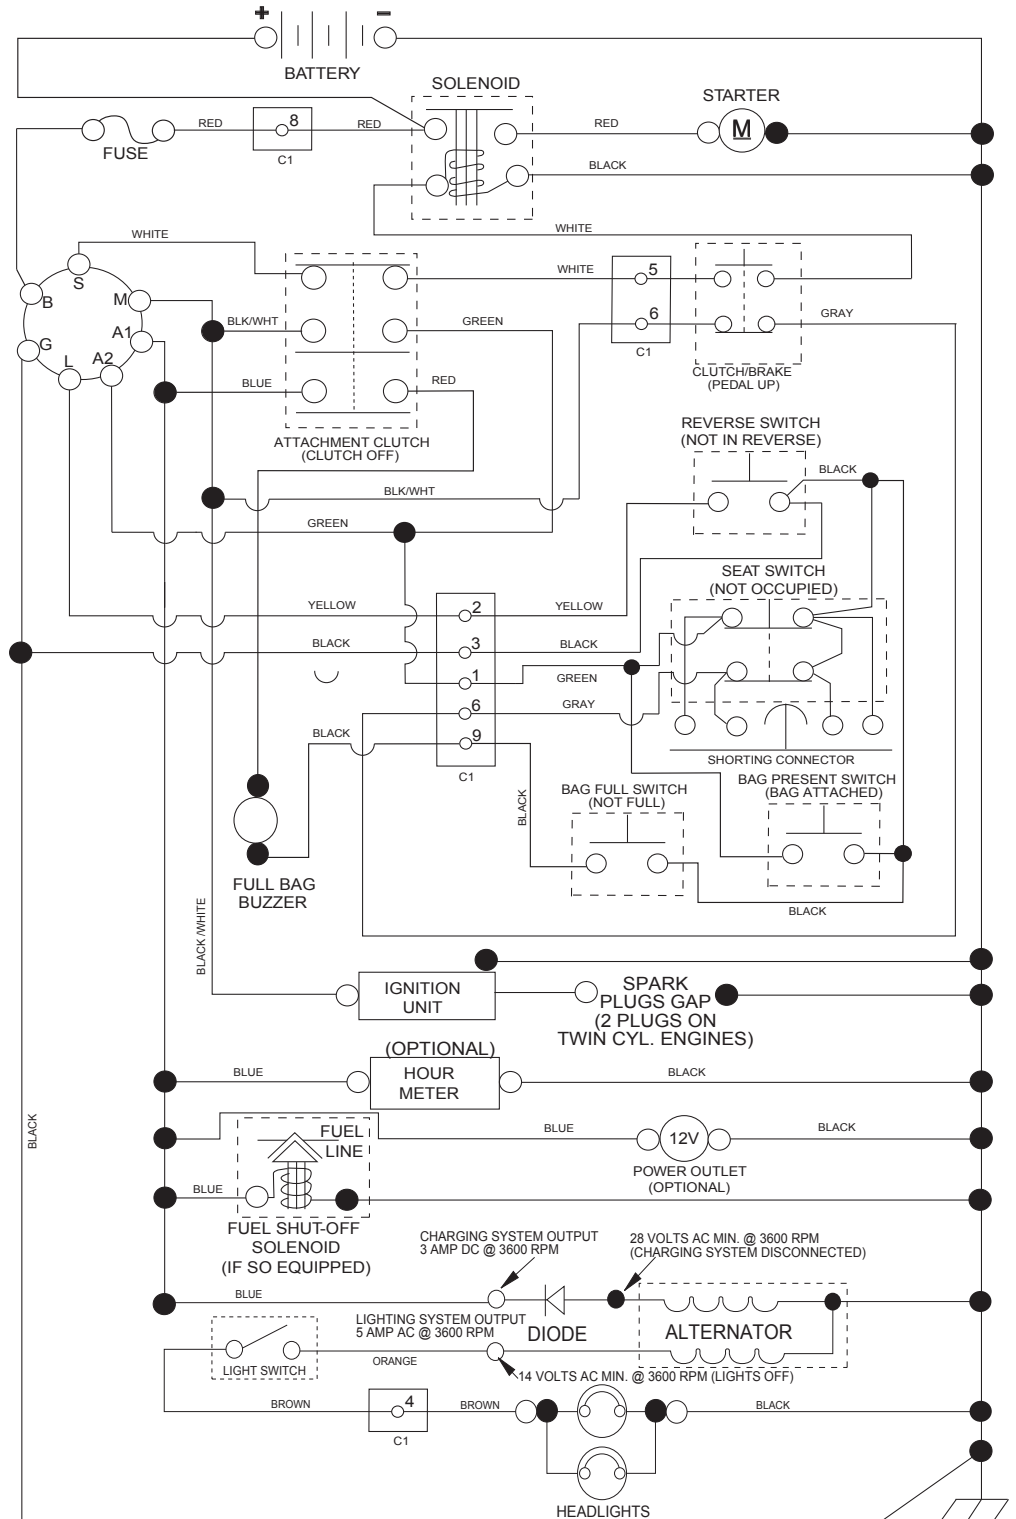 + −
BATTERY
SOLENOID
STARTER
RED
8
RED
RED
M
FUSE
C1
BLACK
WHITE
WHITE
S
WHITE
5
B
M
BLK/WHT
GREEN
6
GRAY
A1
G
C1
L
A2
CLUTCH/BRAKE
(PEDAL UP)
BLUE
RED
REVERSE SWITCH
(NOT IN REVERSE)
ATTACHMENT CLUTCH
(CLUTCH OFF)
BLACK
BLK/WHT
GREEN
SEAT SWITCH
(NOT OCCUPIED)
YELLOW
2
YELLOW
BLACK
3
BLACK
1
GREEN
6
GRAY
BLACK
9
SHORTING CONNECTOR
C1
BAG PRESENT SWITCH
(BAG ATTACHED)
BAG FULL SWITCH
(NOT FULL)
BLACK
FULL BAG
BUZZER
BLACK
BLACK /WHITE
IGNITION
UNIT
SPARK
PLUGS GAP
(2 PLUGS ON
TWIN CYL. ENGINES)
(OPTIONAL)
BLUE
HOUR
METER
BLACK
BLACK
FUEL
LINE
BLUE
12V
BLACK
POWER OUTLET
(OPTIONAL)
BLUE
FUEL SHUT-OFF
SOLENOID
(IF SO EQUIPPED)
CHARGING SYSTEM OUTPUT
3 AMP DC @ 3600 RPM
28 VOLTS AC MIN. @ 3600 RPM
(CHARGING SYSTEM DISCONNECTED)
BLUE
LIGHTING SYSTEM OUTPUT
5 AMP AC @ 3600 RPM
DIODE
ALTERNATOR
LIGHT SWITCH
ORANGE
14 VOLTS AC MIN. @ 3600 RPM (LIGHTS OFF)
BROWN
4
BROWN
BLACK
C1
HEADLIGHTS